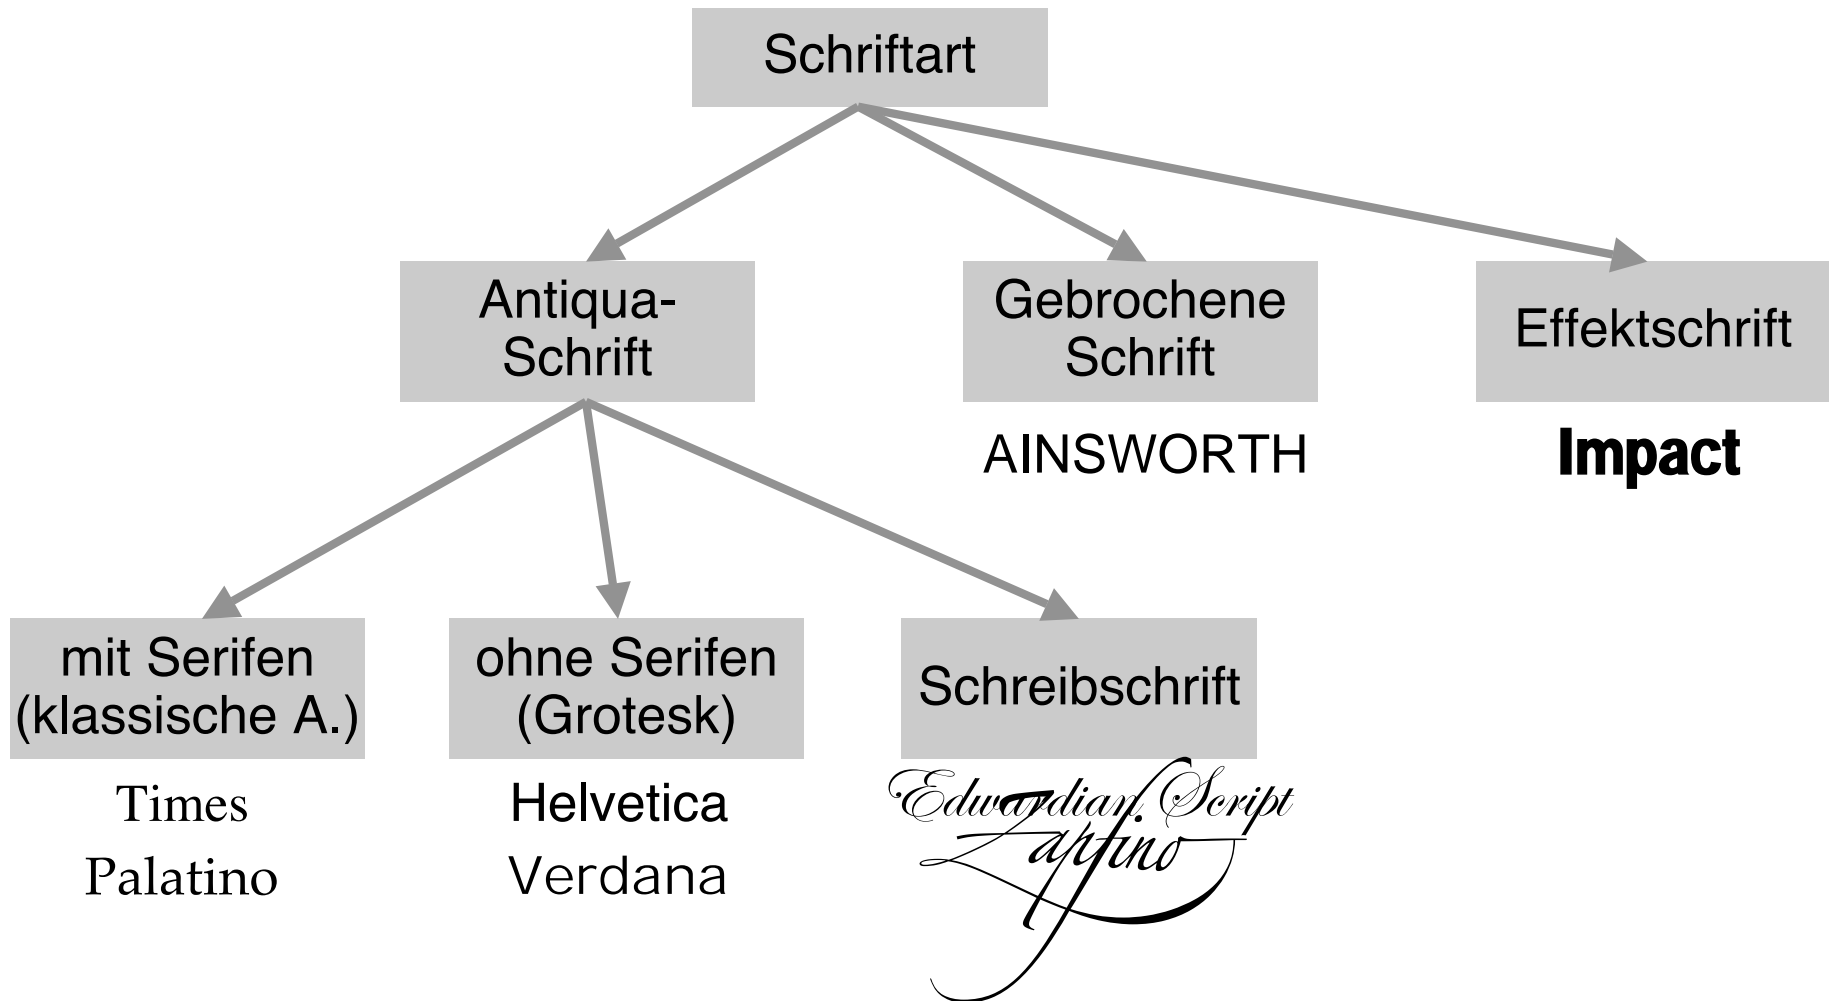 Schriftart
Antiqua-
Schrift
Gebrochene
Schrift
Effektschrift
AINSWORTH
Impact
mit Serifen
(klassische A.)
ohne Serifen
(Grotesk)
Schreibschrift
Times
Palatino
Helvetica
Verdana
Edwardian Script
Zapfino